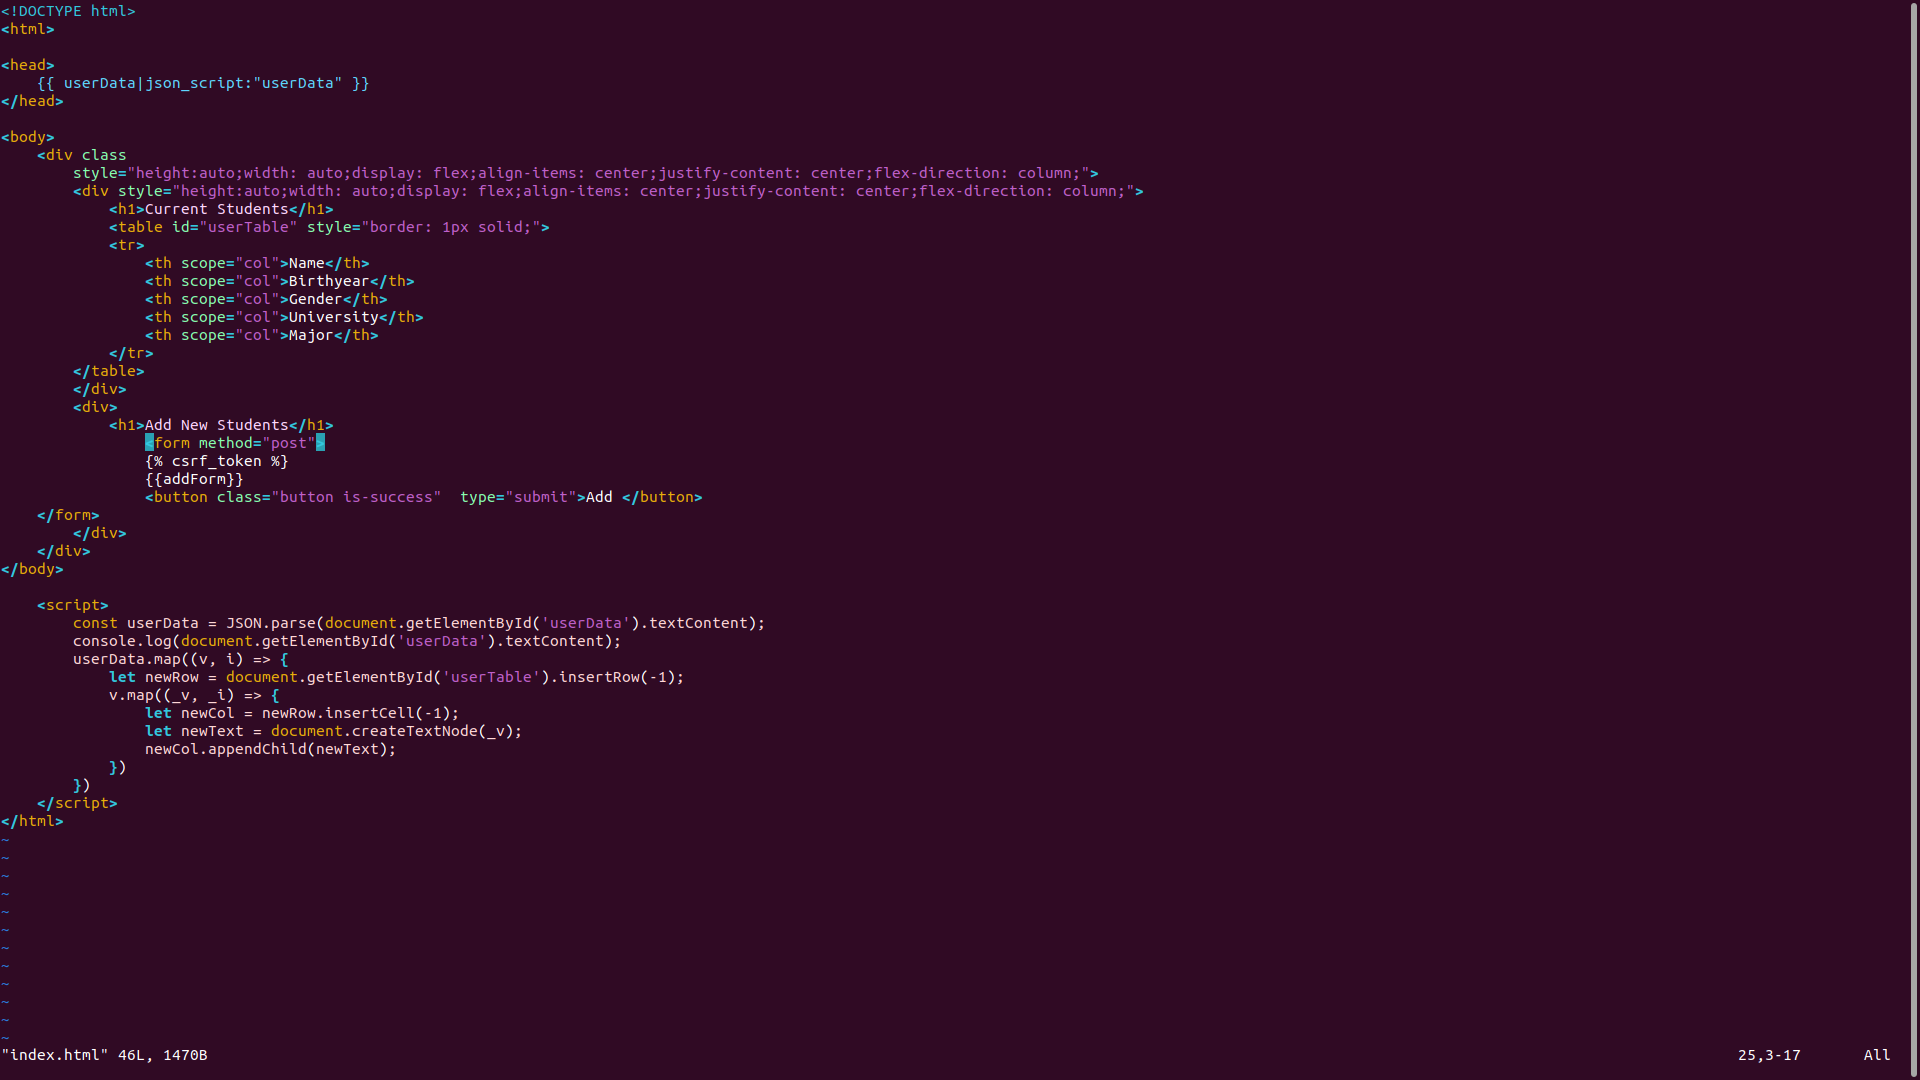 <!DOCTYPE html>
<html>
<head>
{{ userData|json_script:"userData" }}
</head>
<body>
<div class
style="height:auto;width: auto;display: flex;align-items: center;justify-content: center;flex-direction: column;">
<div style="height:auto;width: auto;display: flex;align-items: center;justify-content: center;flex-direction: column;">
<h1>Current Students</h1>
<table id="userTable" style="border: 1px solid;">
<tr>
<th scope="col">Name</th>
<th scope="col">Birthyear</th>
<th scope="col">Gender</th>
<th scope="col">University</th>
<th scope="col">Major</th>
</tr>
</table>
</div>
<div>
<h1>Add New Students</h1>
<form method="post">
{% csrf_token %}
{{addForm}}
<button class="button is-success"  type="submit">Add </button>
</form>
</div>
</div>
</body>
<script>
const userData = JSON.parse(document.getElementById('userData').textContent);
console.log(document.getElementById('userData').textContent);
userData.map((v, i) => {
let newRow = document.getElementById('userTable').insertRow(-1);
v.map((_v, _i) => {
let newCol = newRow.insertCell(-1);
let newText = document.createTextNode(_v);
newCol.appendChild(newText);
})
})
</script>
</html>
~
~
~
~
~
~
~
~
~
~
~
~
"index.html" 46L, 1470B 25,3-17 All